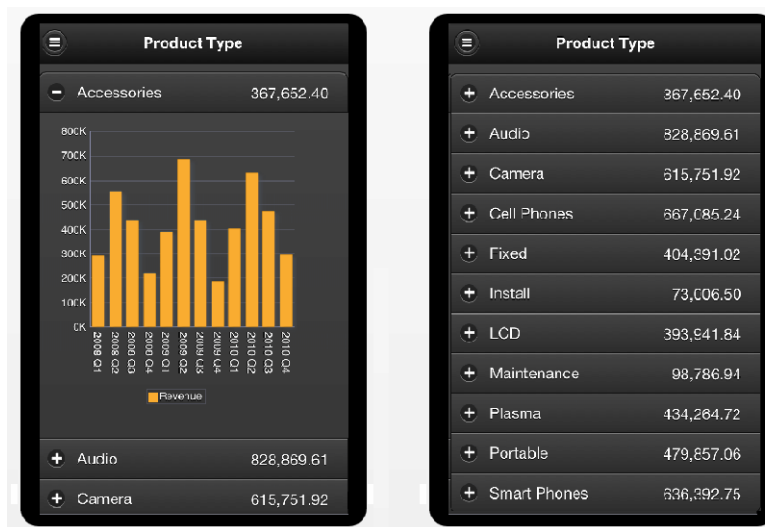 Product Type
Accessories 367,652.40
800K
700K
600K
500K
400K
300K
200K
100K
0K
2008 Q1
2008 Q2
2008 Q3
2008 Q4
2009 Q1
2009 Q2
2009 Q3
2009 Q4
2010 Q1
2010 Q2
2010 Q3
2010 Q4
Revenue
Audio 828,869.61
Camera 615,751.92
Product Type
Accessories 367,652.40
Audio 828,869.61
Camera 615,751.92
Cell Phones 667,085.24
Fixed 404,391.02
Install 73,006.50
LCD 393,941.84
Maintenance 98,786.94
Plasma 434,264.72
Portable 479,857.06
Smart Phones 636,392.75